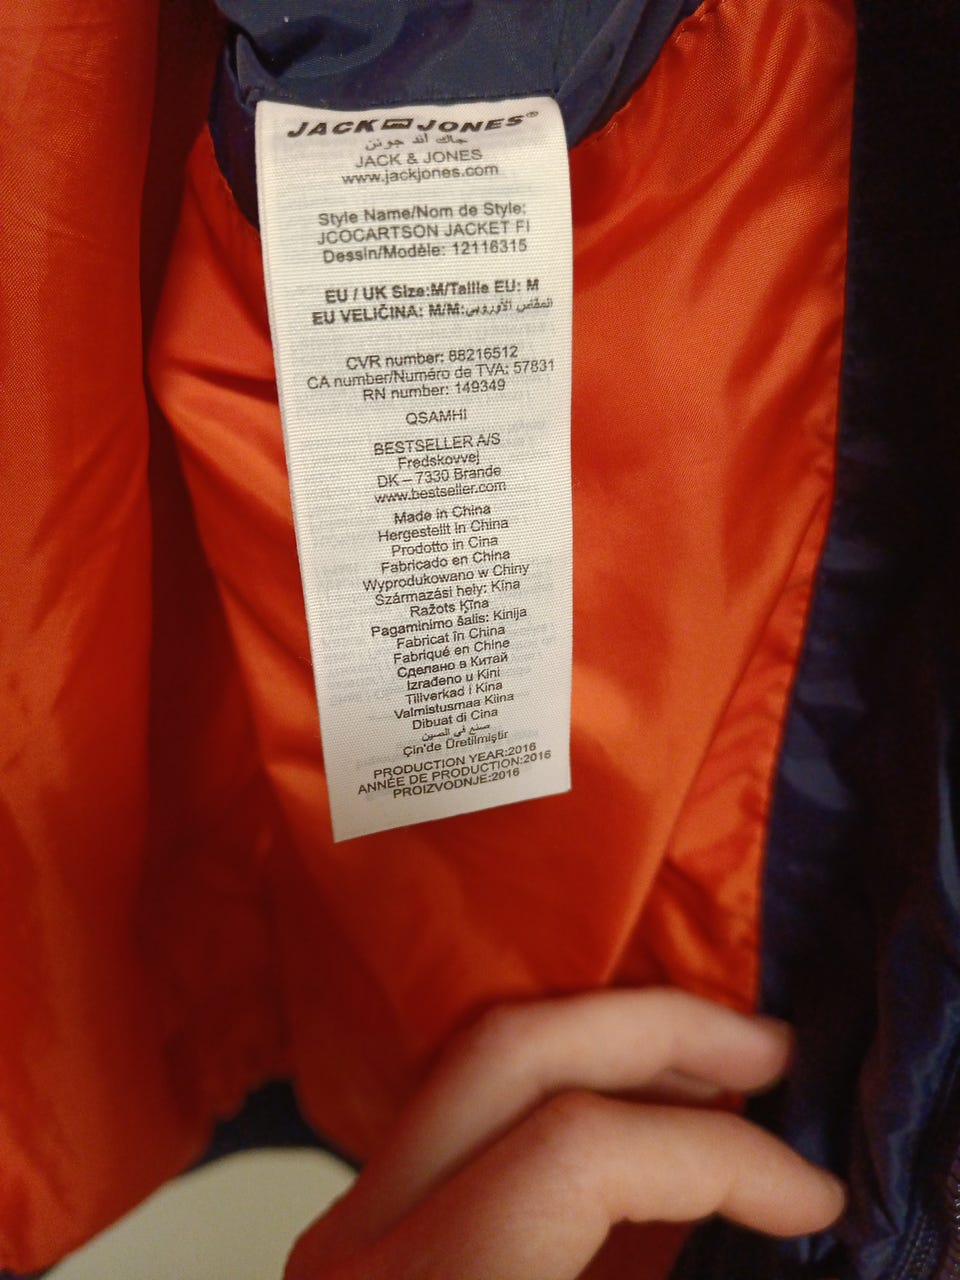 JACK JONES®
جاك أند جونز
JACK & JONES
www.jackjones.com
Style Name/Nom de Style:
JCOCARTSON JACKET FI
Dessin/Modèle: 12116315
EU / UK Size:M/Taille EU: M
EU VELIČINA: M/M:المقاس الأوروبي
CVR number: 88216512
CA number/Numéro de TVA: 57831
RN number: 149349
QSAMHI
BESTSELLER A/S
Fredskovvej
DK – 7330 Brande
www.bestseller.com
Made in China
Hergestellt in China
Prodotto in Cina
Fabricado en China
Wyprodukowano w Chiny
Származási hely: Kína
Ražots Ķīna
Pagaminimo šalis: Kinija
Fabricat în China
Fabriqué en Chine
Сделано в Китай
Izrađeno u Kini
Tillverkad i Kina
Valmistusmaa Kiina
Dibuat di Cina
صنع في الصين
Çin'de Üretilmiştir
PRODUCTION YEAR:2016
ANNÉE DE PRODUCTION:2016
PROIZVODNJE:2016